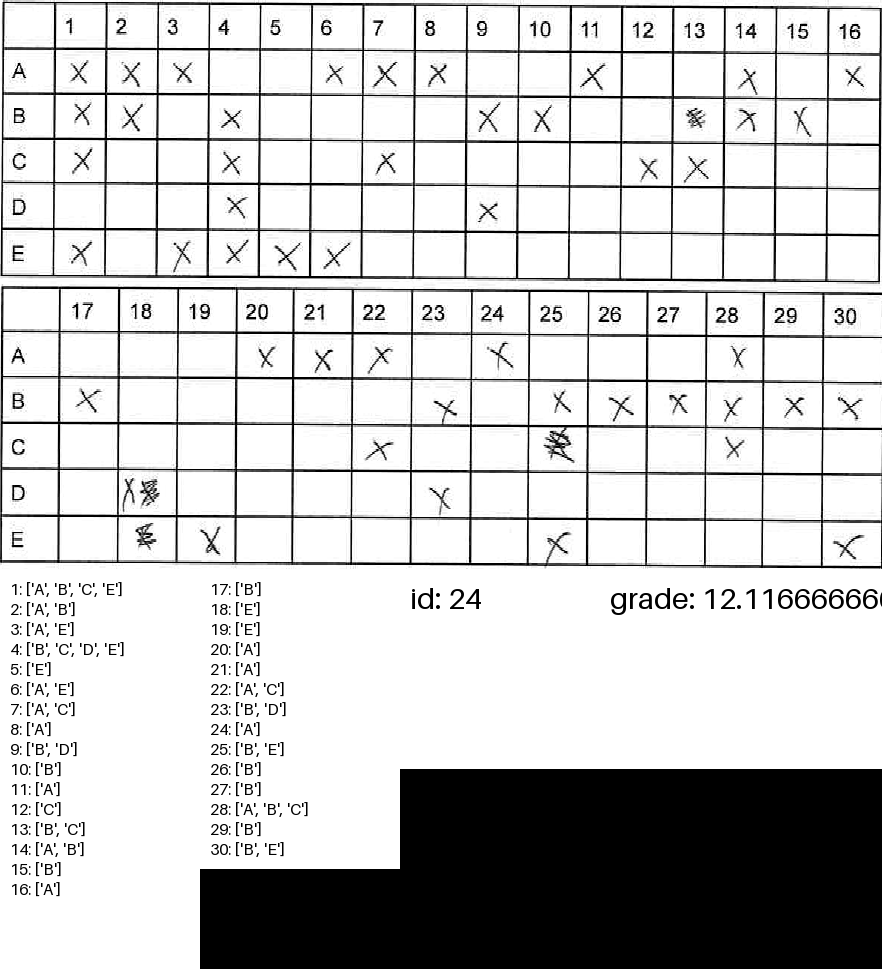 1 2 3 4 5 6 7 8 9 10 11 12 13 14 15 16
A X X X X X X X X X
B X X X X X X X
C X X X X X
D X X
E X X X X X
17 18 19 20 21 22 23 24 25 26 27 28 29 30
A X X X X X
B X X X X X X X X
C X X
D X X
E X X X
1: ['A', 'B', 'C', 'E']
2: ['A', 'B']
3: ['A', 'E']
4: ['B', 'C', 'D', 'E']
5: ['E']
6: ['A', 'E']
7: ['A', 'C']
8: ['A']
9: ['B', 'D']
10: ['B']
11: ['A']
12: ['C']
13: ['B', 'C']
14: ['A', 'B']
15: ['B']
16: ['A']
17: ['B']
18: ['E']
19: ['E']
20: ['A']
21: ['A']
22: ['A', 'C']
23: ['B', 'D']
24: ['A']
25: ['B', 'E']
26: ['B']
27: ['B']
28: ['A', 'B', 'C']
29: ['B']
30: ['B', 'E']
id: 24
grade: 12.116666666